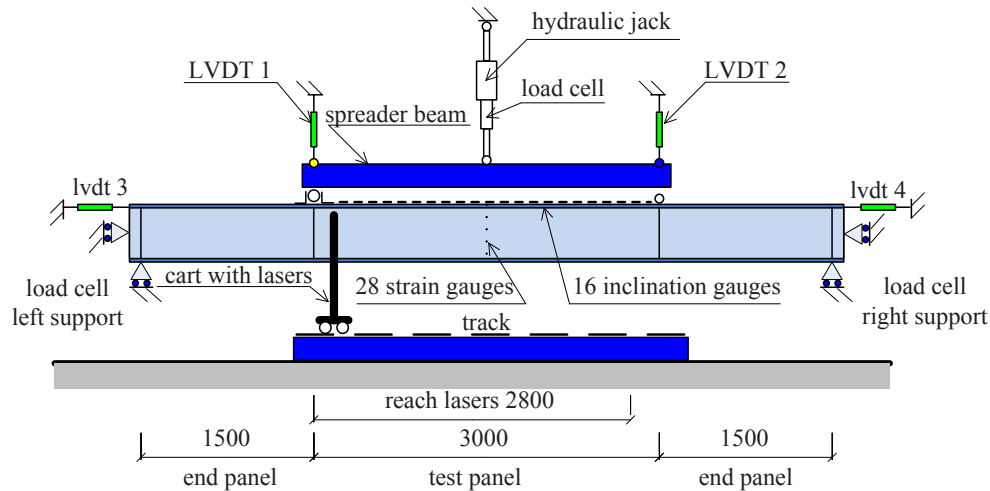 hydraulic jack
LVDT 1
load cell
LVDT 2
spreader beam
lvdt 3
lvdt 4
cart with lasers
28 strain gauges
16 inclination gauges
load cell
left support
load cell
right support
track
reach lasers 2800
1500
3000
1500
end panel
test panel
end panel